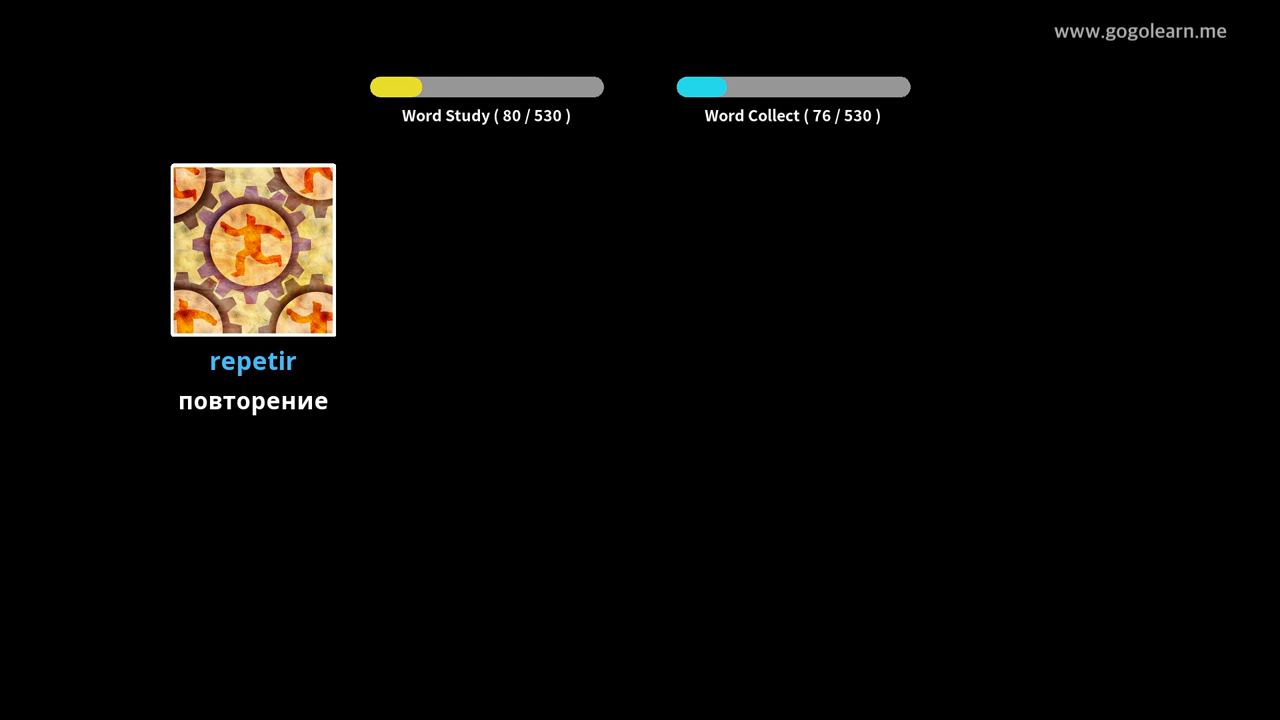 www.gogolearn.me
Word Study ( 80 / 530 )
Word Collect ( 76 / 530 )
repetir
повторение